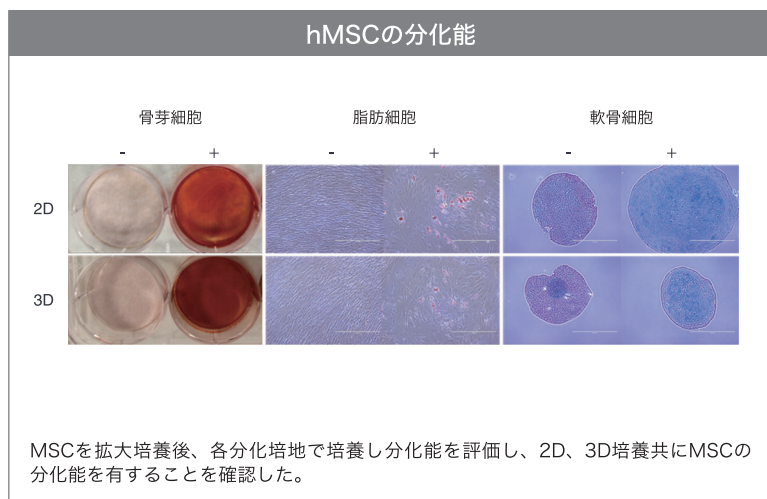 hMSCの分化能
骨芽細胞 脂肪細胞 軟骨細胞
- + - + - +
2D
3D
MSCを拡大培養後、各分化培地で培養し分化能を評価し、2D、3D培養共にMSCの
分化能を有することを確認した。